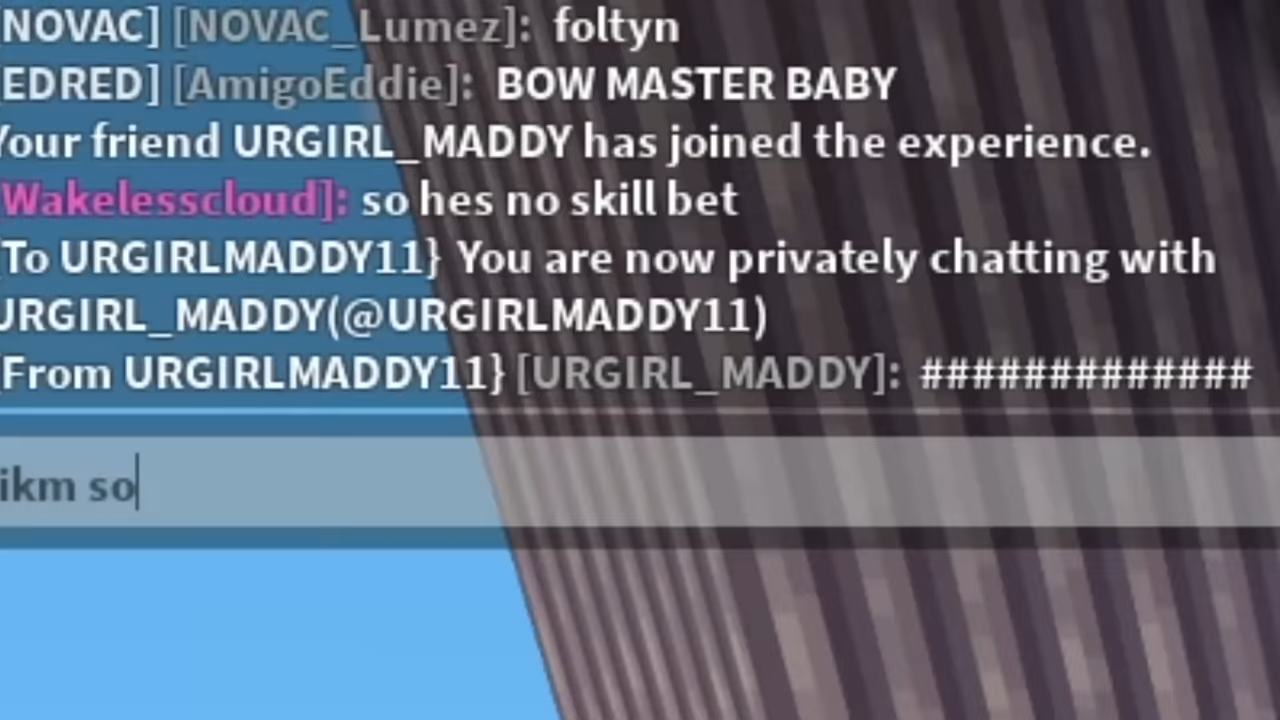 [NOVAC] [NOVAC_Lumez]: foltyn
[EDRED] [AmigoEddie]: BOW MASTER BABY
Your friend URGIRL_MADDY has joined the experience.
Wakelesscloud]: so hes no skill bet
{To URGIRLMADDY11} You are now privately chatting with
URGIRL_MADDY(@URGIRLMADDY11)
{From URGIRLMADDY11} [URGIRL_MADDY]: #############
ikm so